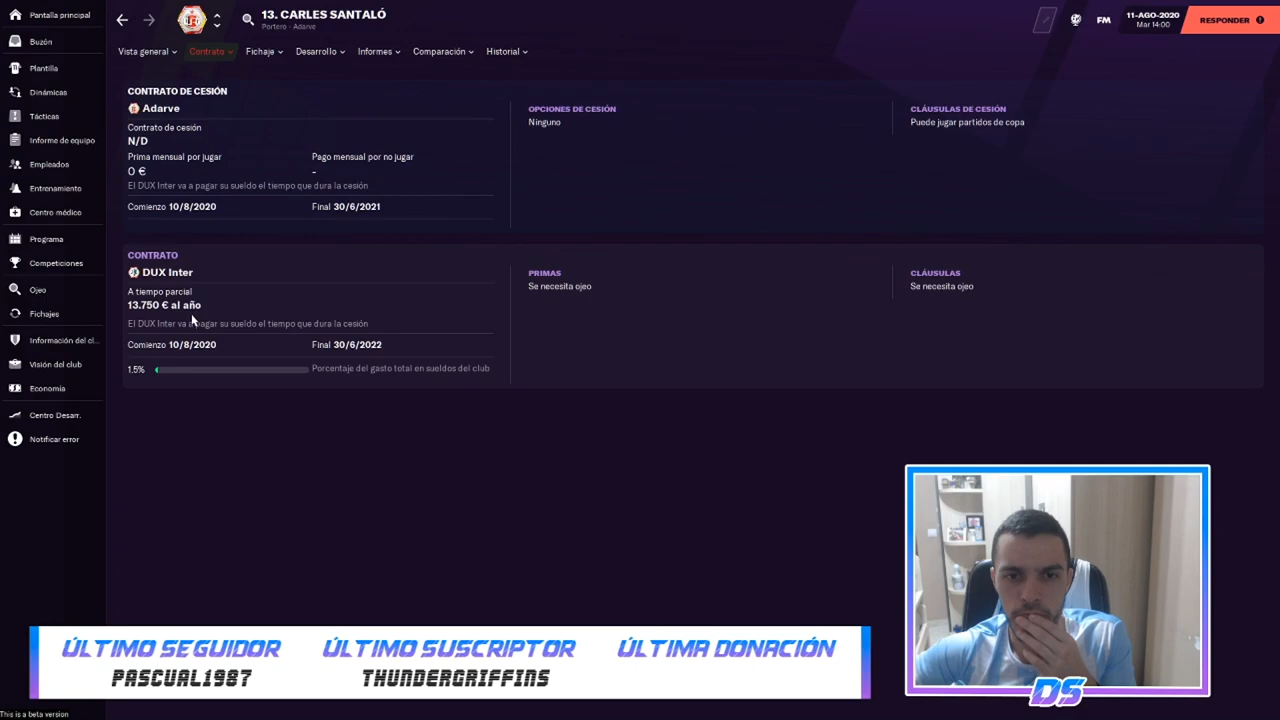 Pantalla principal
Buzón
Plantilla
Dinámicas
Tácticas
Informe de equipo
Empleados
Entrenamiento
Centro médico
Programa
Competiciones
Ojeo
Fichajes
Información del cl...
Visión del club
Economía
Centro Desarr.
Notificar error
This is a beta version
13. CARLES SANTALÓ
Portero - Adarve
FM
11-AGO-2020
Mar 14:00
RESPONDER
Vista general
Contrato
Fichaje
Desarrollo
Informes
Comparación
Historial
CONTRATO DE CESIÓN
Adarve
Contrato de cesión
N/D
Prima mensual por jugar
Pago mensual por no jugar
0 €
-
El DUX Inter va a pagar su sueldo el tiempo que dura la cesión
Comienzo 10/8/2020
Final 30/6/2021
OPCIONES DE CESIÓN
Ninguno
CLÁUSULAS DE CESIÓN
Puede jugar partidos de copa
CONTRATO
DUX Inter
A tiempo parcial
13.750 € al año
El DUX Inter va a pagar su sueldo el tiempo que dura la cesión
Comienzo 10/8/2020
Final 30/6/2022
1.5%
Porcentaje del gasto total en sueldos del club
PRIMAS
Se necesita ojeo
CLÁUSULAS
Se necesita ojeo
ÚLTIMO SEGUIDOR
PASCUAL1987
ÚLTIMO SUSCRIPTOR
THUNDERGRIFFINS
ÚLTIMA DONACIÓN
DS